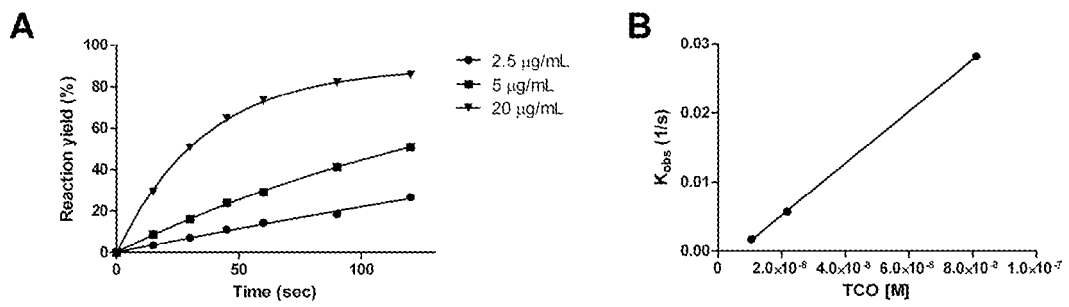 A
Reaction yield (%)
100
80
60
40
20
0
0
50
100
Time (sec)
2.5 μg/mL
5 μg/mL
20 μg/mL
B
Kobs (1/s)
0.03
0.02
0.01
0.00
0
2.0×10-8
4.0×10-8
6.0×10-8
8.0×10-8
1.0×10-7
TCO [M]